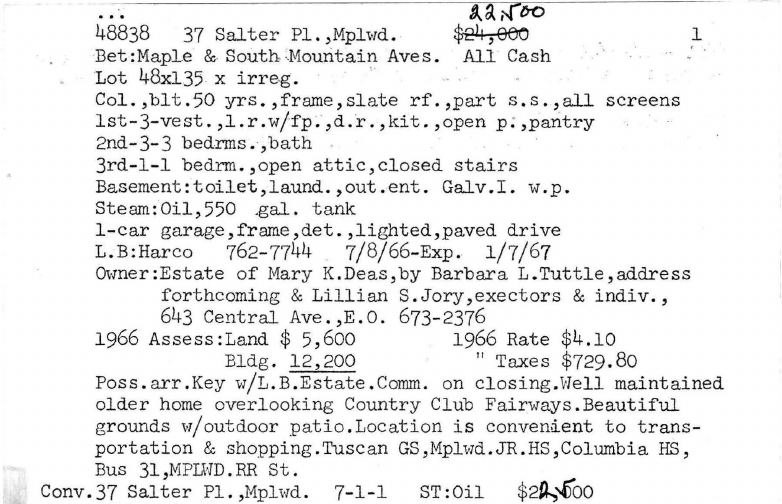 ...
22,500
48838 37 Salter Pl.,Mplwd. $24,000 1
Bet:Maple & South Mountain Aves. All Cash
Lot 48x135 x irreg.
Col.,blt.50 yrs.,frame,slate rf.,part s.s.,all screens
1st-3-vest.,l.r.w/fp.,d.r.,kit.,open p.,pantry
2nd-3-3 bedrms.,bath
3rd-1-1 bedrm.,open attic,closed stairs
Basement:toilet,laund.,out.ent. Galv.I. w.p.
Steam:Oil,550 gal. tank
1-car garage,frame,det.,lighted,paved drive
L.B:Harco 762-7744 7/8/66-Exp. 1/7/67
Owner:Estate of Mary K.Deas,by Barbara L.Tuttle,address
forthcoming & Lillian S.Jory,exectors & indiv.,
643 Central Ave.,E.O. 673-2376
1966 Assess:Land $ 5,600 1966 Rate $4.10
Bldg. 12,200 " Taxes $729.80
Poss.arr.Key w/L.B.Estate.Comm. on closing.Well maintained
older home overlooking Country Club Fairways.Beautiful
grounds w/outdoor patio.Location is convenient to trans-
portation & shopping.Tuscan GS,Mplwd.JR.HS,Columbia HS,
Bus 31,MPLWD.RR St.
Conv.37 Salter Pl.,Mplwd. 7-1-1 ST:Oil $22,500